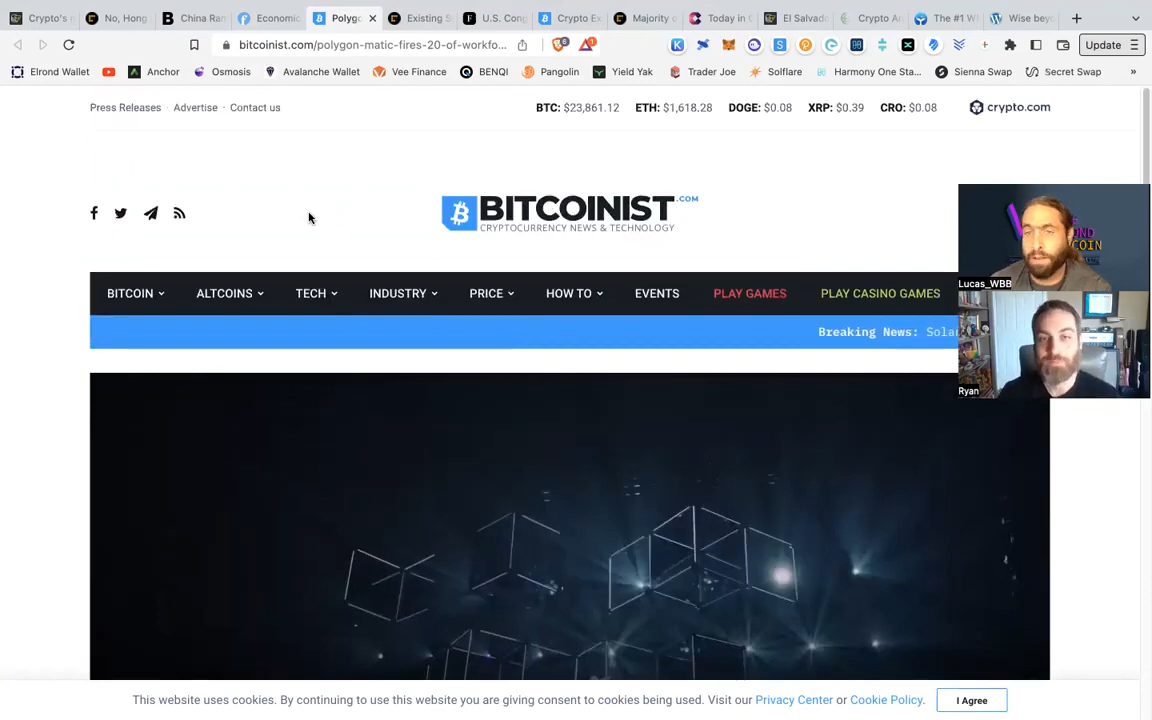 Crypto's
No, Hong
China Ran
Economic
Polygo
Existing S
U.S. Cong
Crypto Ex
Majority o
Today in C
El Salvado
Crypto An
The #1 W
Wise beyo
bitcoinist.com/polygon-matic-fires-20-of-workfo...
6
1
Update
Elrond Wallet
Anchor
Osmosis
Avalanche Wallet
Vee Finance
BENQI
Pangolin
Yield Yak
Trader Joe
Solflare
Harmony One Sta...
Sienna Swap
Secret Swap
»
Press Releases · Advertise · Contact us
BTC: $23,861.12 ETH: $1,618.28 DOGE: $0.08 XRP: $0.39 CRO: $0.08 crypto.com
BITCOINIST.COM
CRYPTOCURRENCY NEWS & TECHNOLOGY
Lucas_WBB
BITCOIN ALTCOINS TECH INDUSTRY PRICE HOW TO EVENTS PLAY GAMES PLAY CASINO GAMES
Breaking News: Solan
Ryan
This website uses cookies. By continuing to use this website you are giving consent to cookies being used. Visit our Privacy Center or Cookie Policy.
I Agree